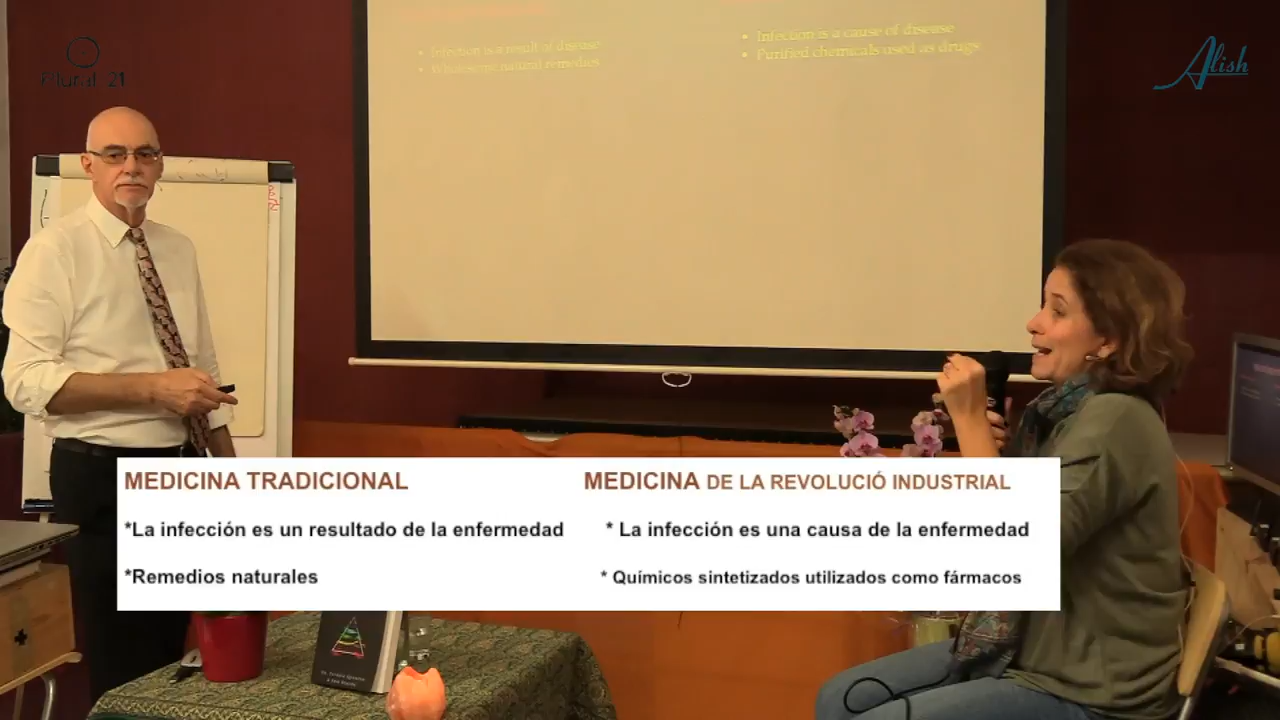 Plural 21
Alish
• Infection is a result of disease
• Wholesome natural remedies
• Infection is a cause of disease
• Purified chemicals used as drugs
MEDICINA TRADICIONAL
*La infección es un resultado de la enfermedad
*Remedios naturales
MEDICINA DE LA REVOLUCIÓ INDUSTRIAL
* La infección es una causa de la enfermedad
* Químicos sintetizados utilizados como fármacos